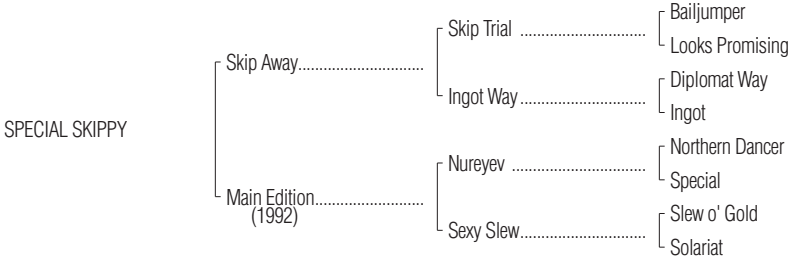 Bailjumper
Skip Trial ..............................
Looks Promising
Skip Away..............................
Diplomat Way
Ingot Way..............................
Ingot
SPECIAL SKIPPY
Northern Dancer
Nureyev ..............................
Special
Main Edition..........................
(1992)
Slew o' Gold
Sexy Slew..............................
Solariat